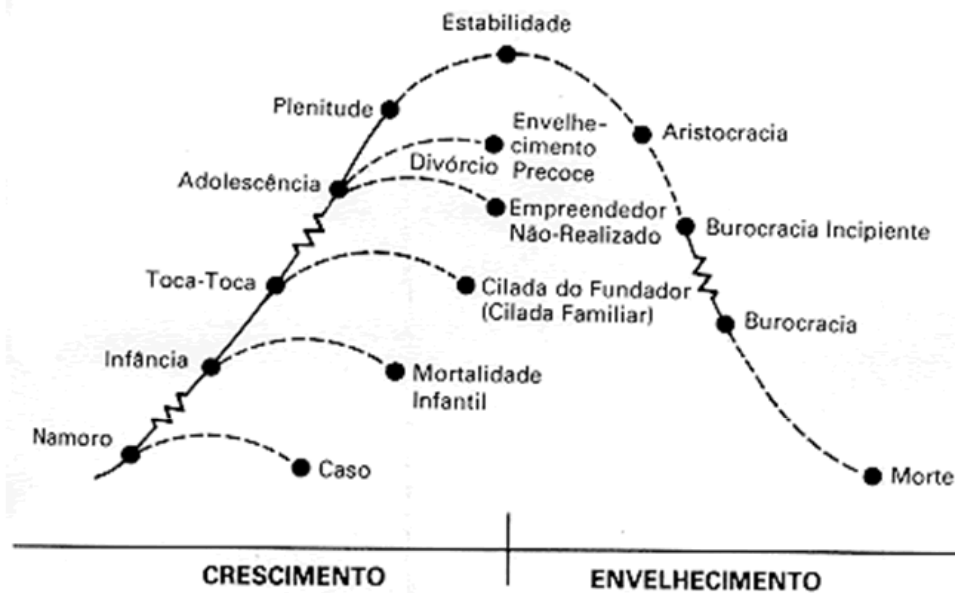 Estabilidade
Plenitude
Envelhe-
cimento
Precoce
Aristocracia
Divórcio
Adolescência
Empreendedor
Não-Realizado
Burocracia Incipiente
Toca-Toca
Cilada do Fundador
(Cilada Familiar)
Burocracia
Infância
Mortalidade
Infantil
Namoro
Caso
Morte
CRESCIMENTO
ENVELHECIMENTO